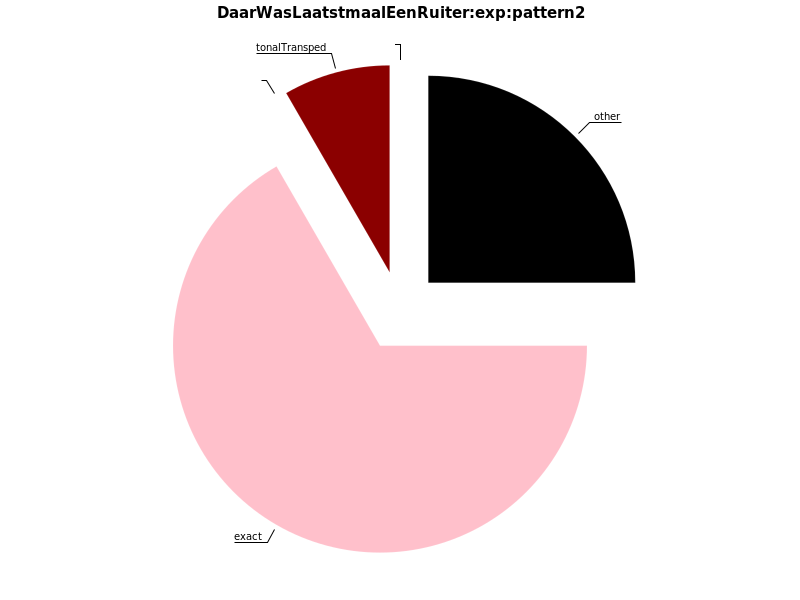 DaarWasLaatstmaalEenRuiter:exp:pattern2
tonalTransped
other
exact